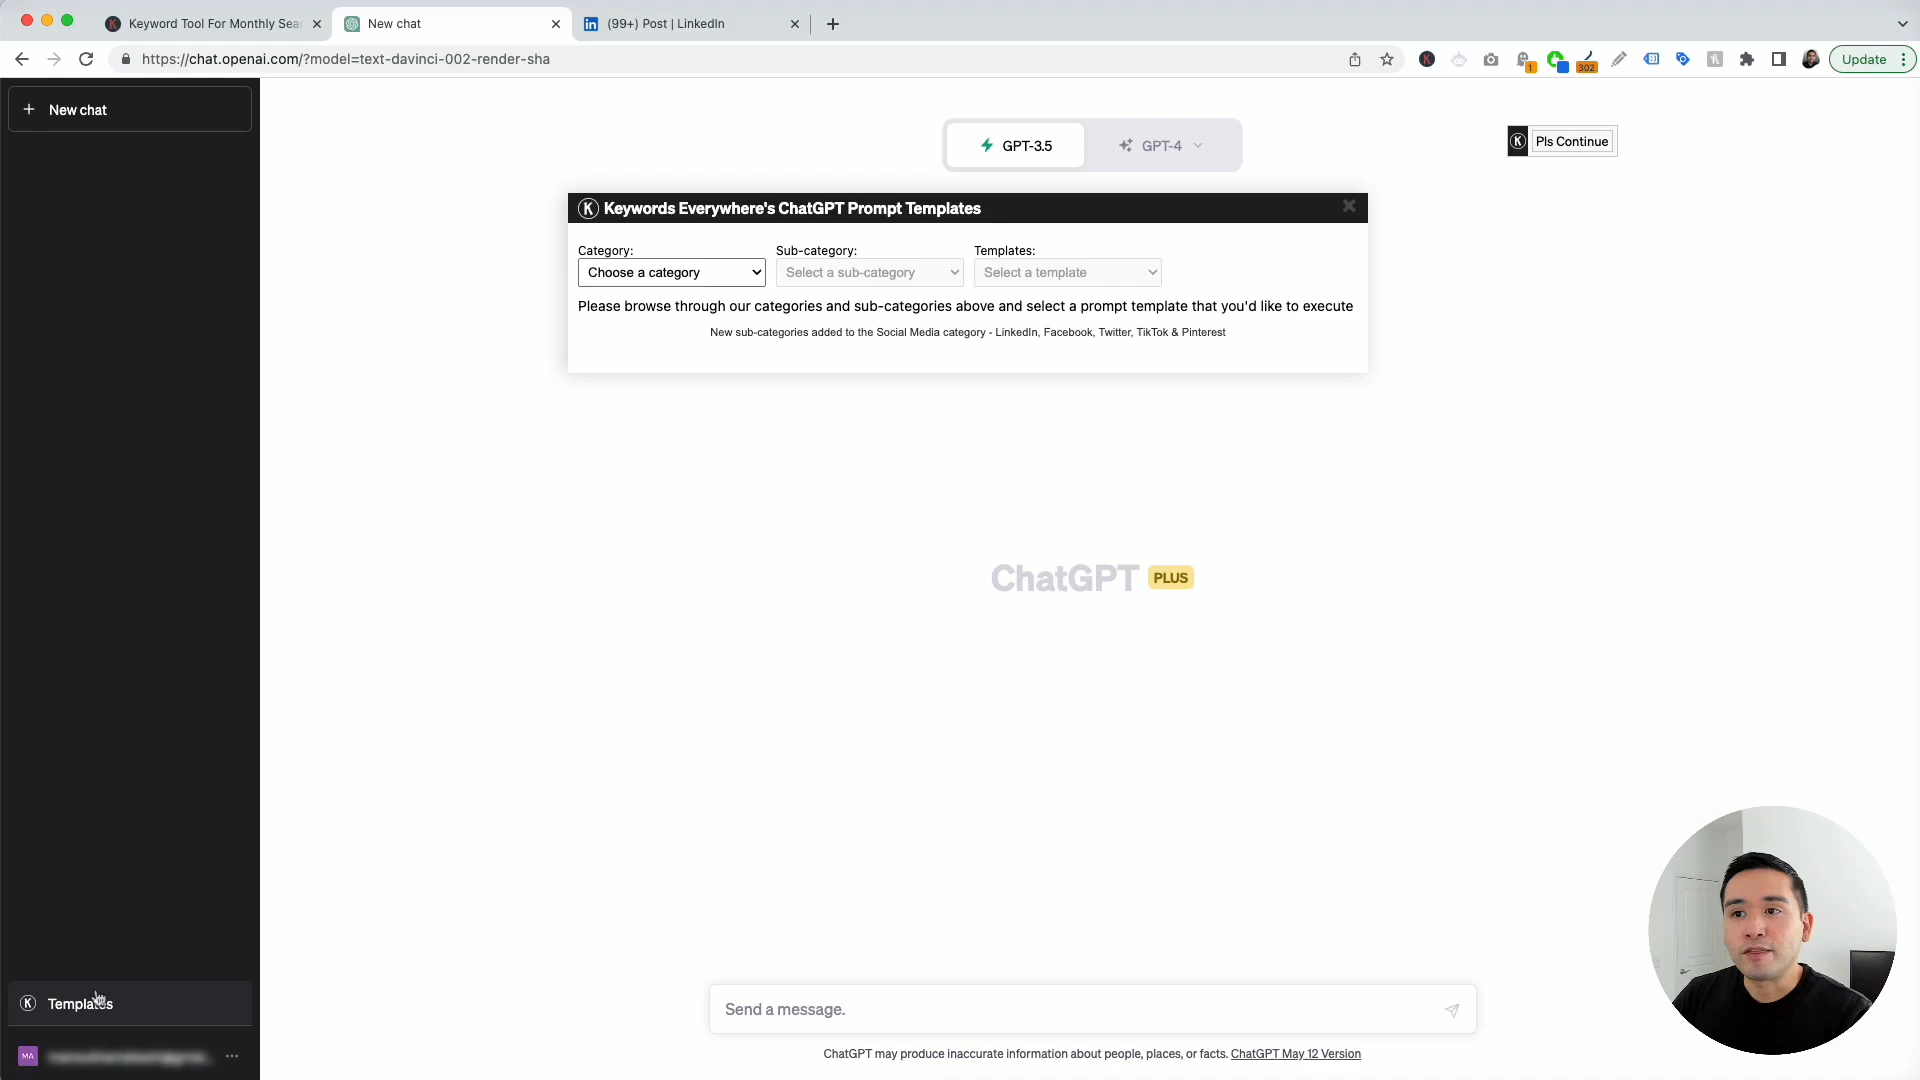 Keyword Tool For Monthly Sea
New chat
(99+) Post | LinkedIn
https://chat.openai.com/?model=text-davinci-002-render-sha
1
302
Update
New chat
GPT-3.5
GPT-4
K
Pls Continue
K
Keywords Everywhere's ChatGPT Prompt Templates
Category:
Sub-category:
Templates:
Choose a category
Select a sub-category
Select a template
Please browse through our categories and sub-categories above and select a prompt template that you'd like to execute
New sub-categories added to the Social Media category - LinkedIn, Facebook, Twitter, TikTok & Pinterest
ChatGPT PLUS
K
Templates
Send a message.
MA
ChatGPT may produce inaccurate information about people, places, or facts. ChatGPT May 12 Version